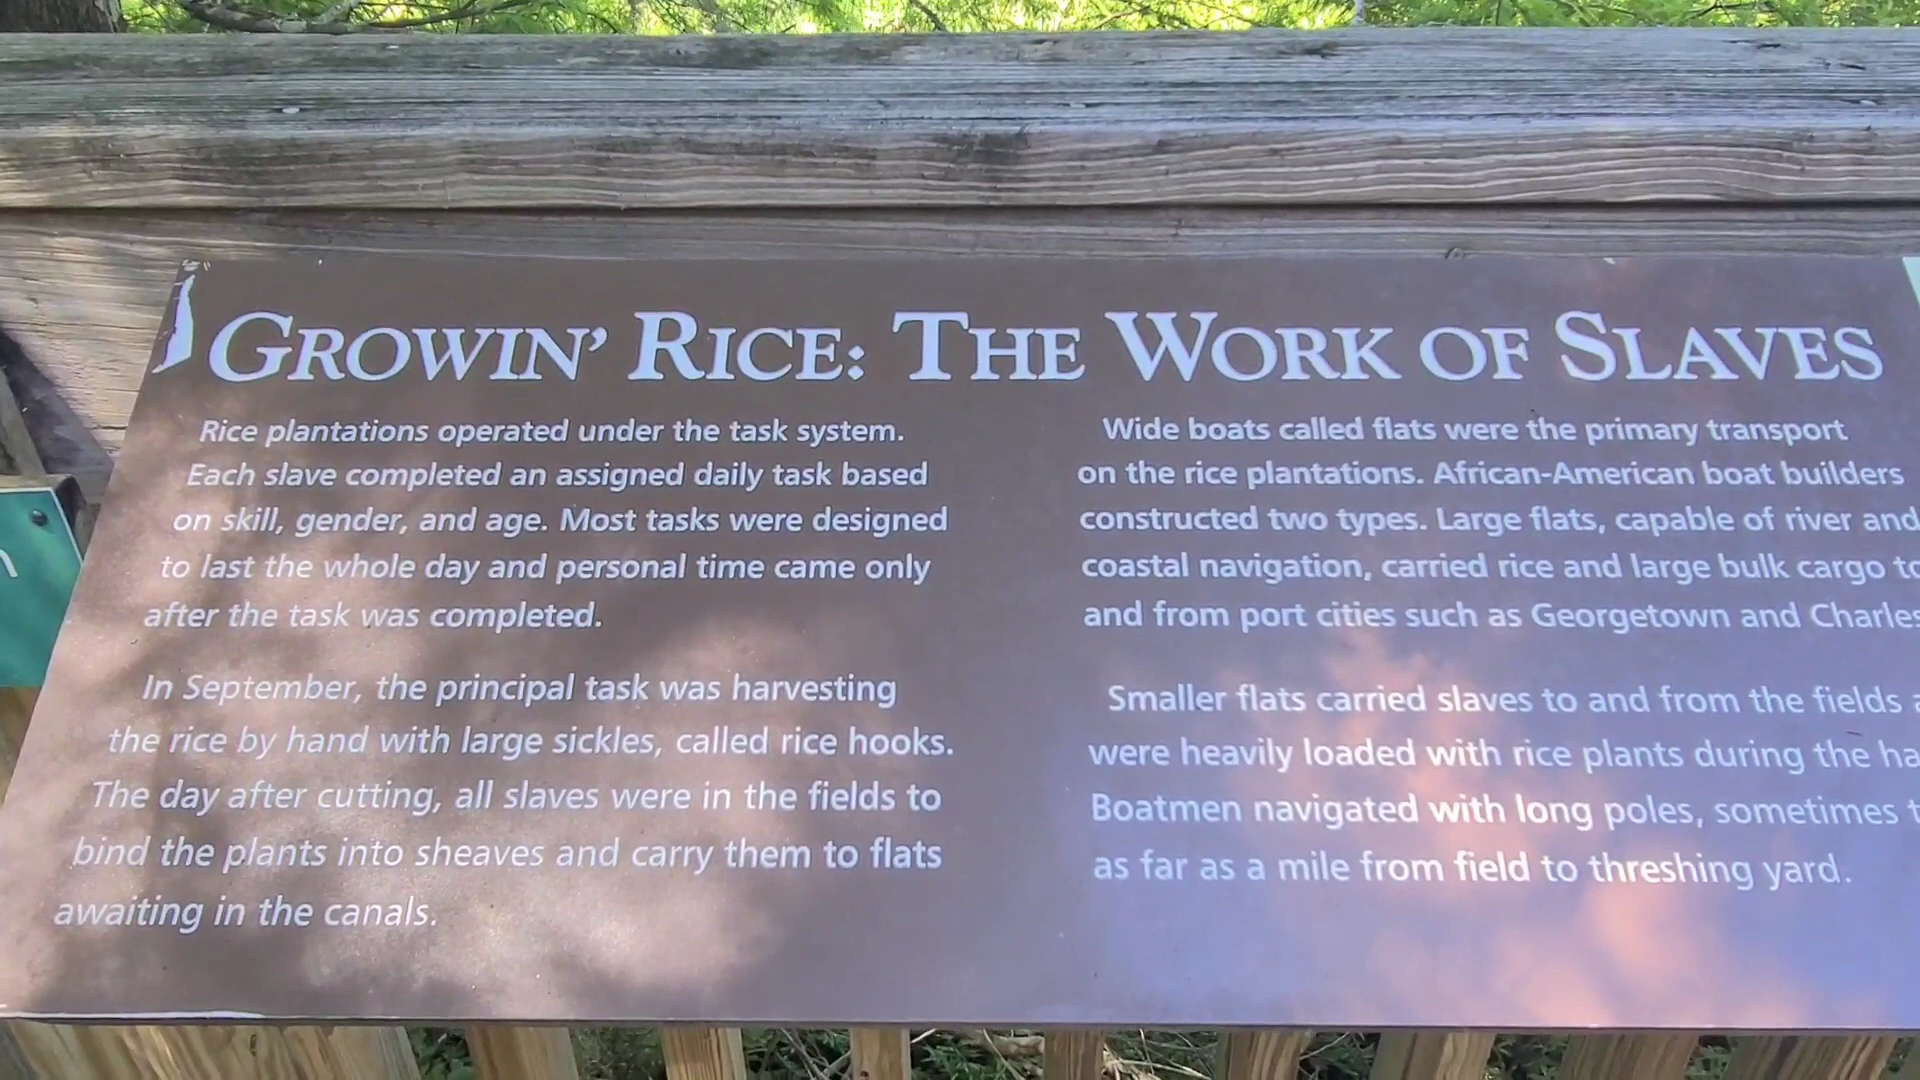 GROWIN' RICE: THE WORK OF SLAVES
Rice plantations operated under the task system.
Each slave completed an assigned daily task based
on skill, gender, and age. Most tasks were designed
to last the whole day and personal time came only
after the task was completed.
In September, the principal task was harvesting
the rice by hand with large sickles, called rice hooks.
The day after cutting, all slaves were in the fields to
bind the plants into sheaves and carry them to flats
awaiting in the canals.
Wide boats called flats were the primary transport
on the rice plantations. African-American boat builders
constructed two types. Large flats, capable of river and
coastal navigation, carried rice and large bulk cargo to
and from port cities such as Georgetown and
Smaller flats carried slaves to and from the fields
were heavily loaded with rice plants during the
Boatmen navigated with long poles, sometimes
as far as a mile from field to threshing yard.